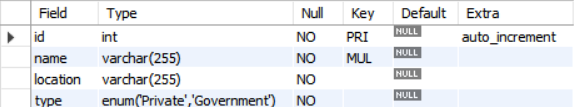 Field Type Null Key Default Extra
id int NO PRI NULL auto_increment
name varchar(255) NO MUL NULL
location varchar(255) NO NULL
type enum('Private','Government') NO NULL